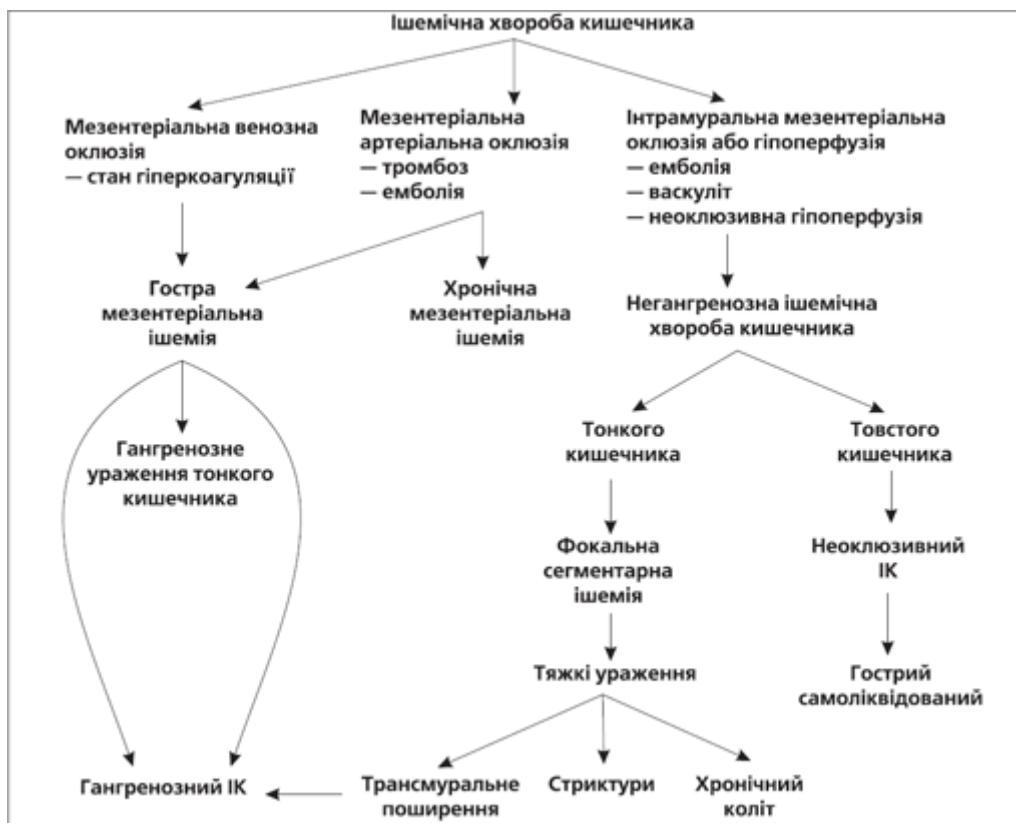 Ішемічна хвороба кишечника
Мезентеріальна венозна
оклюзія
— стан гіперкоагуляції
Мезентеріальна
артеріальна оклюзія
— тромбоз
— емболія
Інтрамуральна мезентеріальна
оклюзія або гіпоперфузія
— емболія
— васкуліт
— неоклюзивна гіпоперфузія
Гостра
мезентеріальна
ішемія
Хронічна
мезентеріальна
ішемія
Негангренозна ішемічна
хвороба кишечника
Гангренозне
ураження тонкого
кишечника
Тонкого
кишечника
Товстого
кишечника
Фокальна
сегментарна
ішемія
Неоклюзивний
ІК
Тяжкі ураження
Гострий
самоліквідований
Гангренозний ІК
Трансмуральне
поширення
Стриктури
Хронічний
коліт